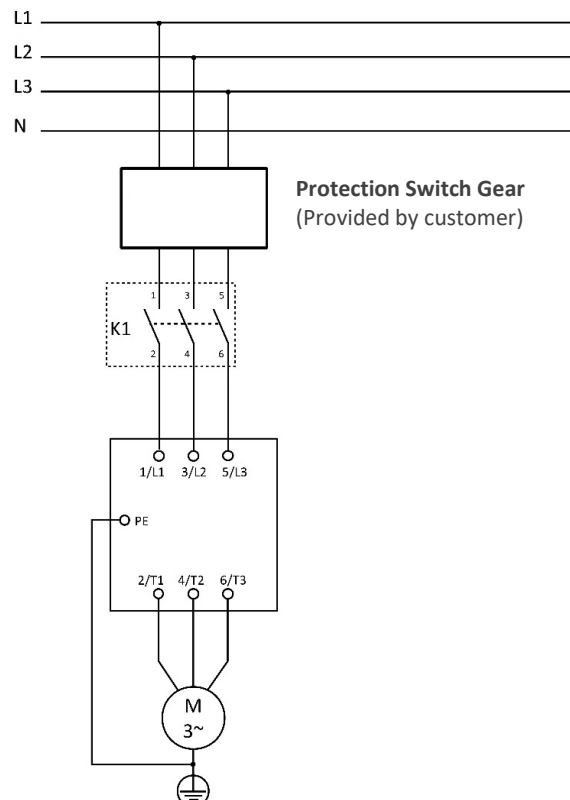 L1
L2
L3
N
Protection Switch Gear
(Provided by customer)
1 3 5
K1
2 4 6
1/L1 3/L2 5/L3
PE
2/T1 4/T2 6/T3
M
3~